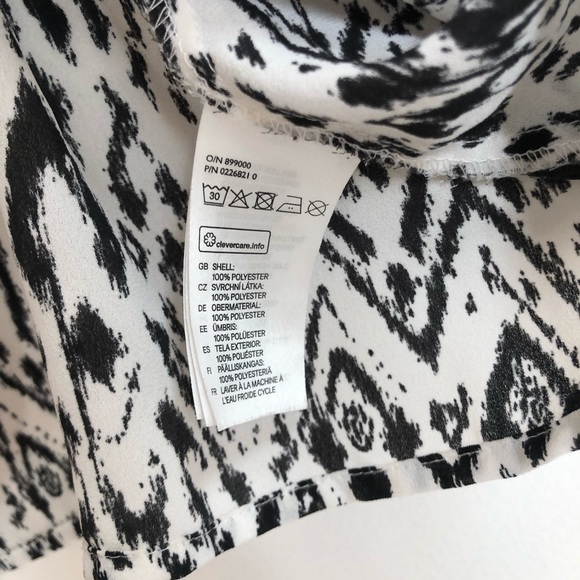 O/N 899000
P/N 0226821 0
30
clevercare.info
GB SHELL:
100% POLYESTER
CZ SVRCHNÍ LÁTKA:
100% POLYESTER
DE OBERMATERIAL:
100% POLYESTER
EE ÜMBRIS:
100% POLÜESTER
ES TELA EXTERIOR:
100% POLIÉSTER
FI PÄÄLLISKANGAS:
100% POLYESTERIÄ
FR LAVER À LA MACHINE À
L'EAU FROIDE CYCLE